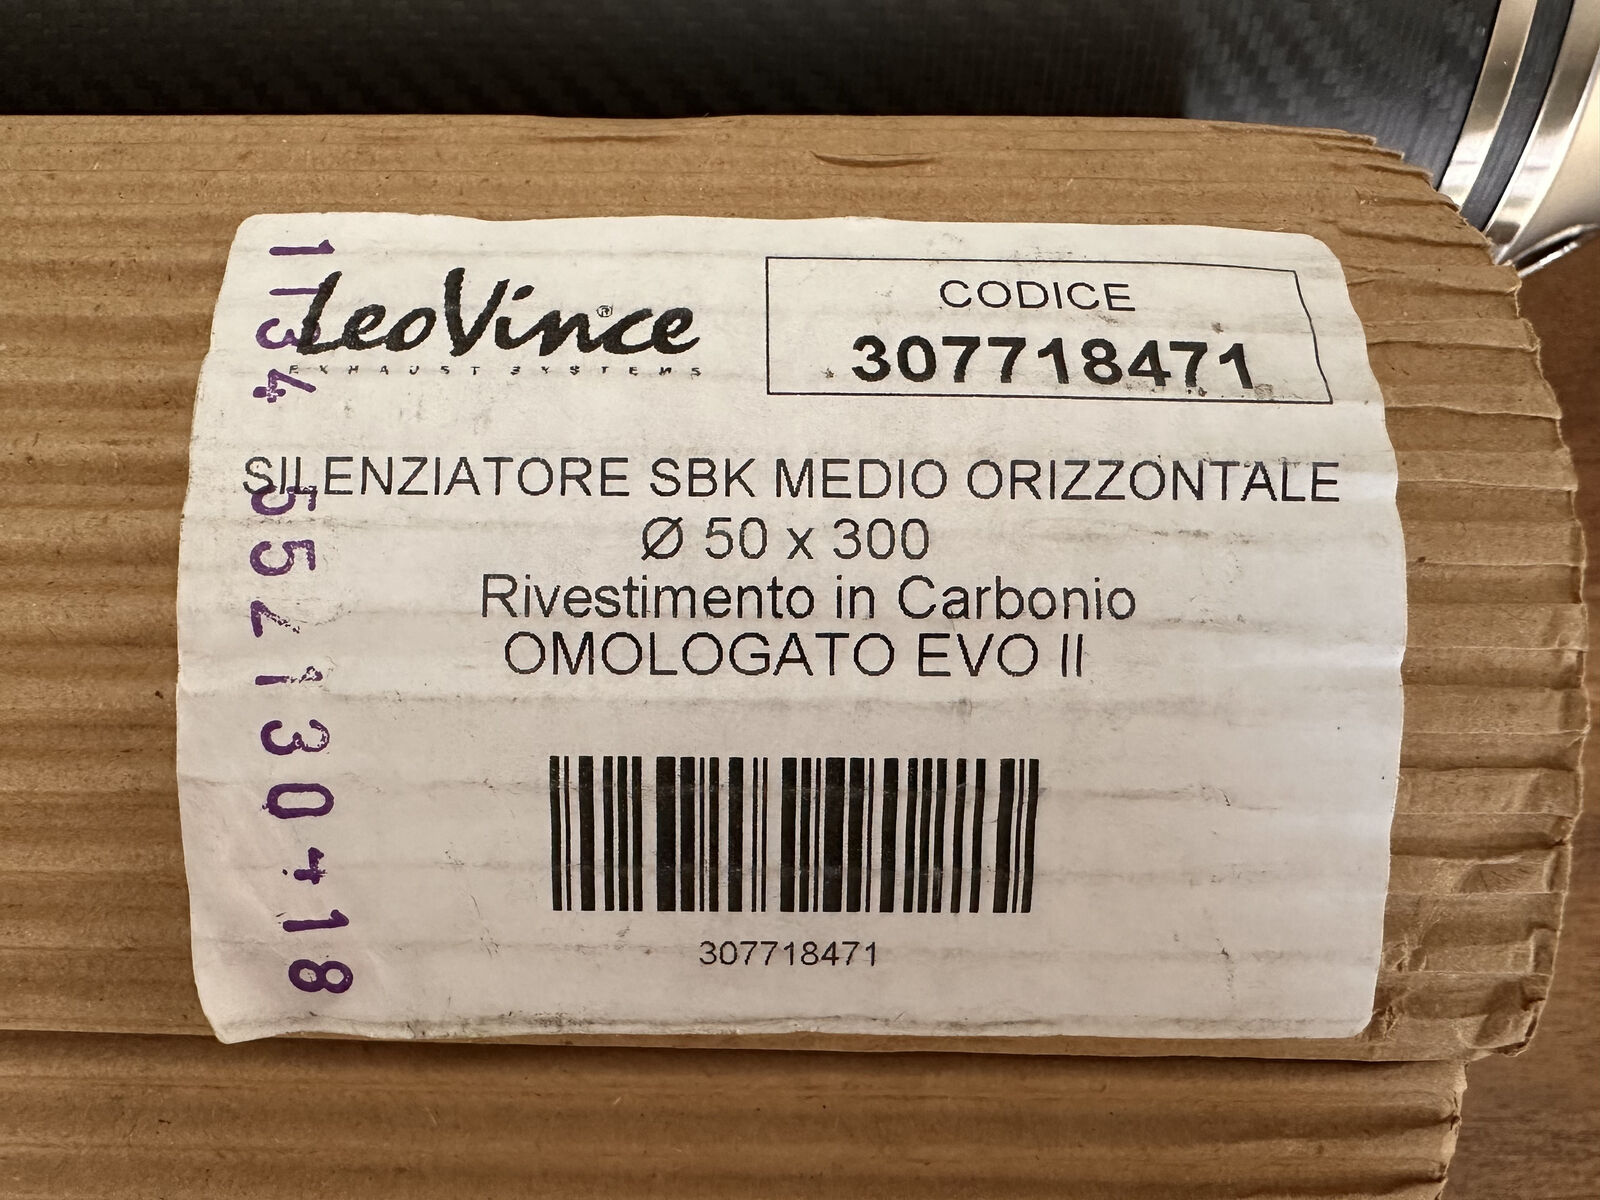 LeoVince®
EXHAUST SYSTEMS
CODICE
307718471
SILENZIATORE SBK MEDIO ORIZZONTALE
Ø 50 x 300
Rivestimento in Carbonio
OMOLOGATO EVO II
307718471